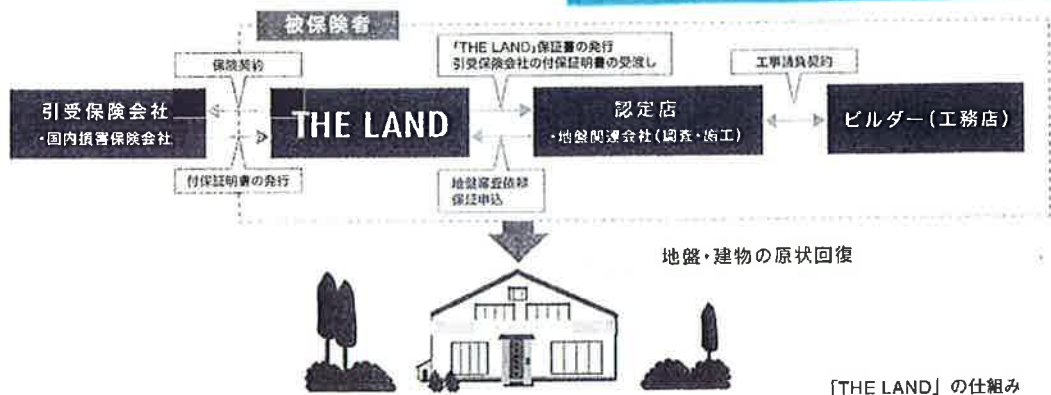 被保険者
保険契約
「THE LAND」保証書の発行
引受保険会社の付保証明書の受渡し
工事請負契約
引受保険会社
・国内損害保険会社
THE LAND
認定店
・地盤関連会社(調査・施工)
ビルダー(工務店)
付保証明書の発行
地盤審査依頼
保証申込
地盤・建物の原状回復
「THE LAND」の仕組み